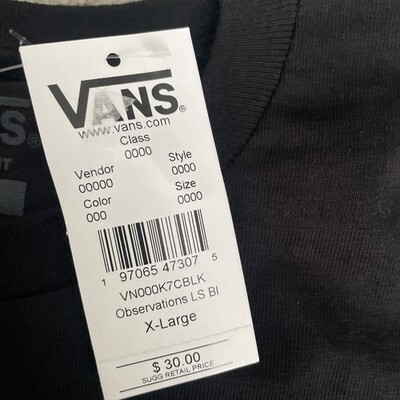 VANS®
www.vans.com
Class
0000
Vendor Style
00000 0000
Color Size
000 0000
1 97065 47307 5
VN000K7CBLK
Observations LS Bl
X-Large
$ 30.00
SUGG RETAIL PRICE
VANS®